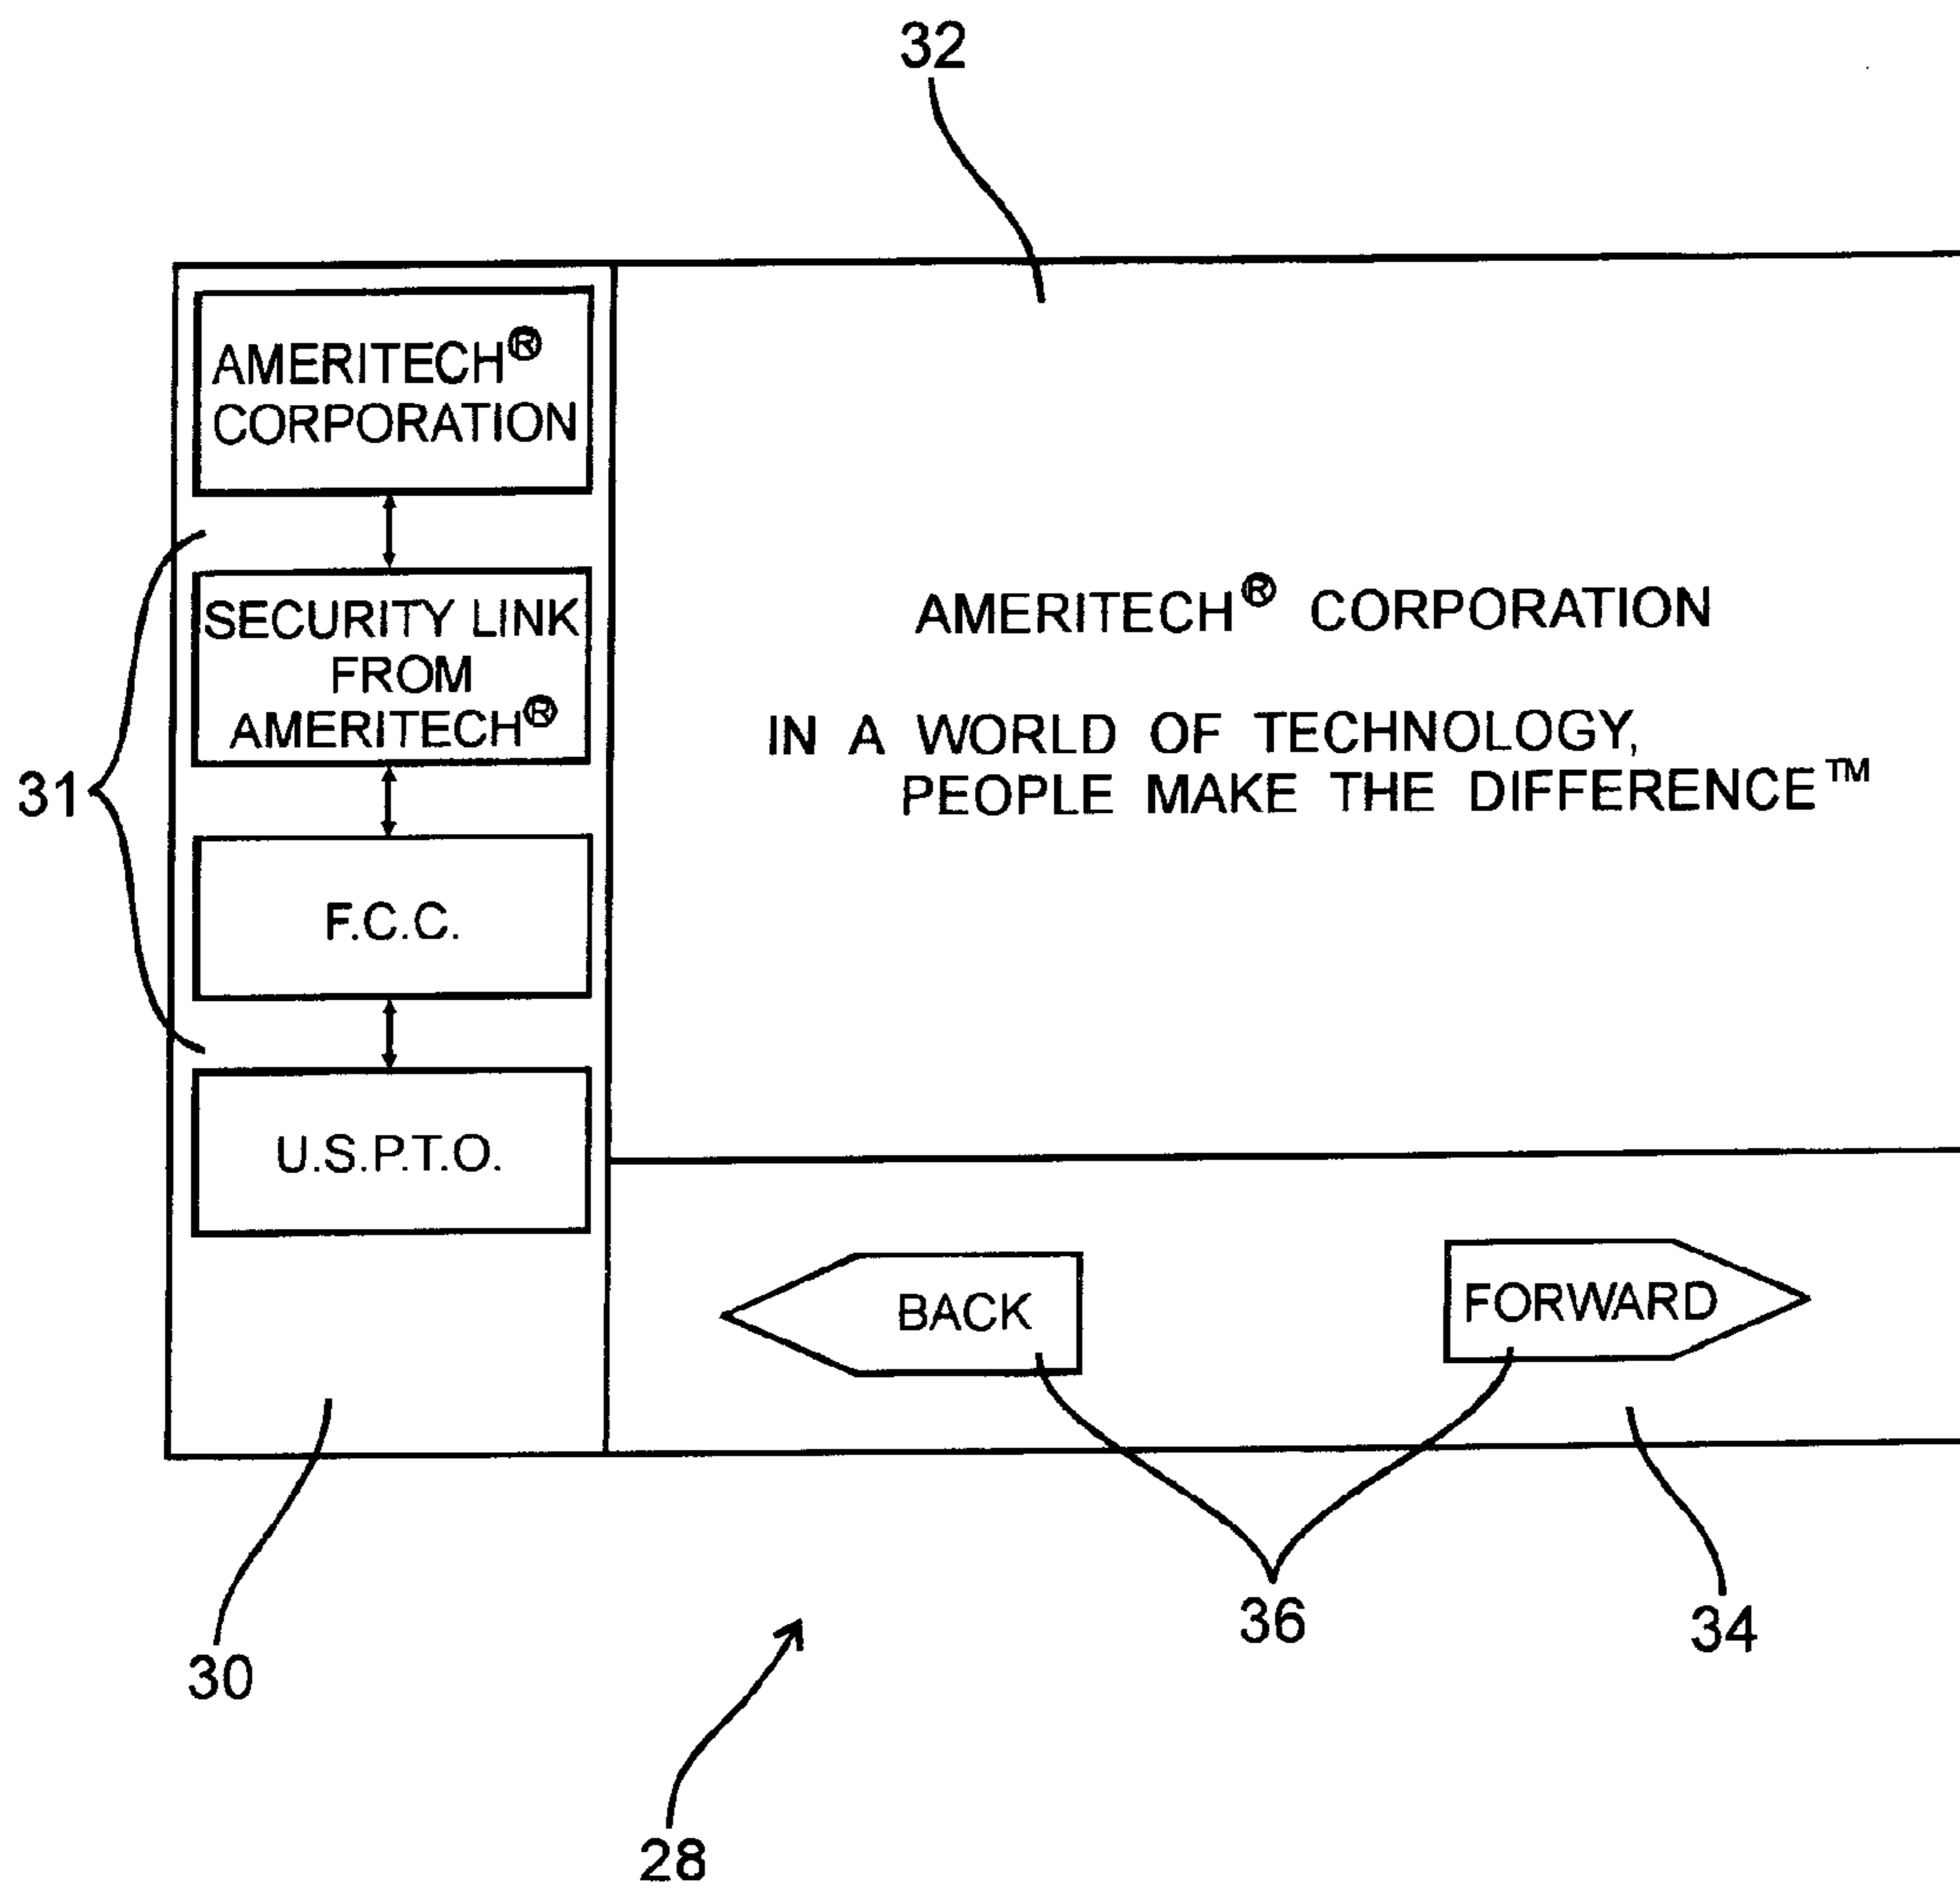 32
AMERITECH®
CORPORATION
SECURITY LINK
FROM
AMERITECH®
F.C.C.
U.S.P.T.O.
31
AMERITECH® CORPORATION
IN A WORLD OF TECHNOLOGY,
PEOPLE MAKE THE DIFFERENCE™
BACK
FORWARD
30
36
34
28